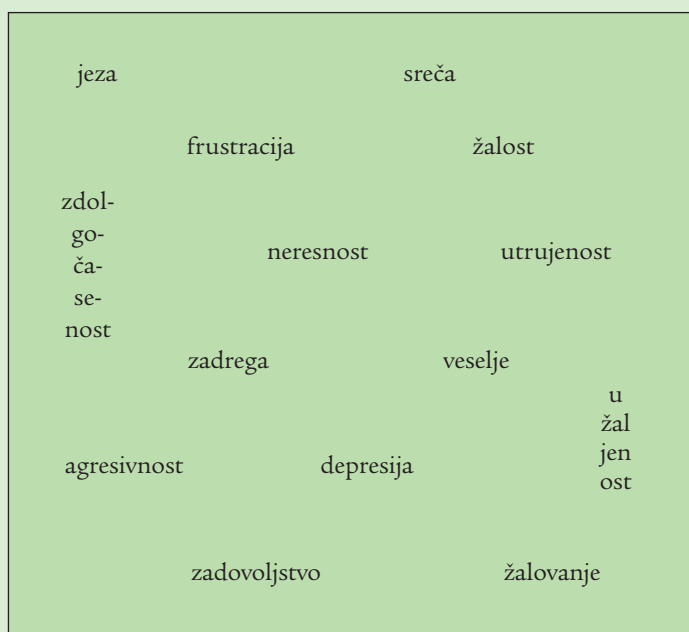 jeza
sreča
frustracija
žalost
zdol-
go-
ča-
se-
nost
neresnost
utrujenost
zadrega
veselje
u
žal
jen
ost
agresivnost
depresija
zadovoljstvo
žalovanje